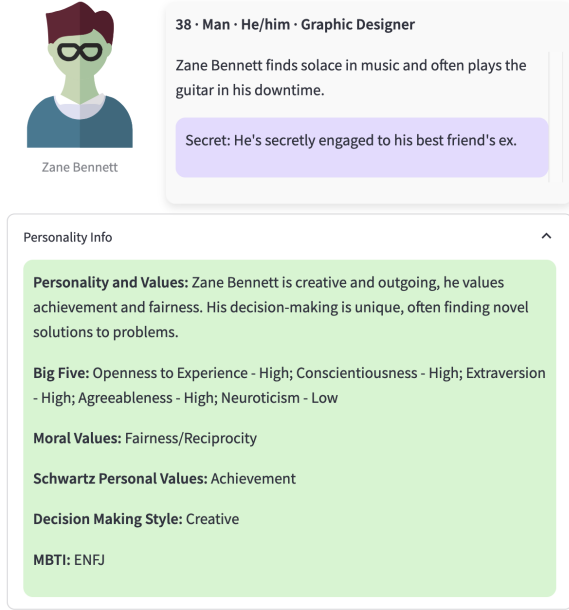 38 · Man · He/him · Graphic Designer
Zane Bennett finds solace in music and often plays the
guitar in his downtime.
Secret: He's secretly engaged to his best friend's ex.
Zane Bennett
Personality Info
Personality and Values: Zane Bennett is creative and outgoing, he values
achievement and fairness. His decision-making is unique, often finding novel
solutions to problems.
Big Five: Openness to Experience - High; Conscientiousness - High; Extraversion
- High; Agreeableness - High; Neuroticism - Low
Moral Values: Fairness/Reciprocity
Schwartz Personal Values: Achievement
Decision Making Style: Creative
MBTI: ENFJ